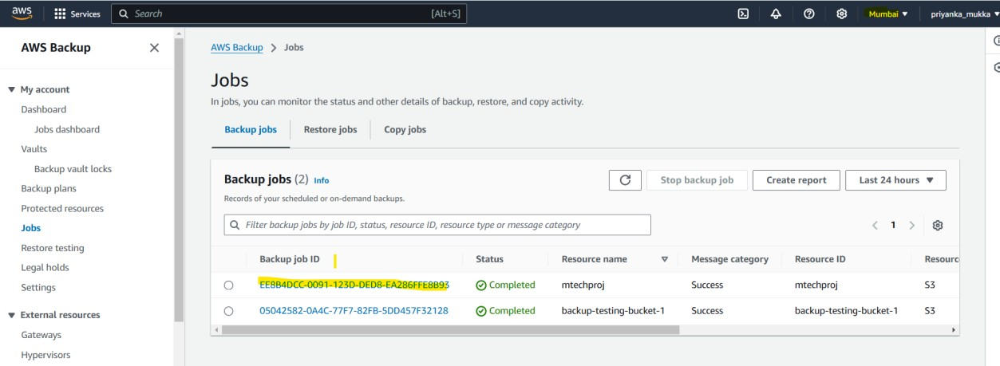 aws Services Search [Alt+S] Mumbai ▼ priyanka_mukka ▼
AWS Backup
My account
Dashboard
Jobs dashboard
Vaults
Backup vault locks
Backup plans
Protected resources
Jobs
Restore testing
Legal holds
Settings
External resources
Gateways
Hypervisors
AWS Backup > Jobs
Jobs
In jobs, you can monitor the status and other details of backup, restore, and copy activity.
Backup jobs Restore jobs Copy jobs
Backup jobs (2) Info Stop backup job Create report Last 24 hours ▼
Records of your scheduled or on-demand backups.
Filter backup jobs by job ID, status, resource ID, resource type or message category < 1 >
Backup job ID Status Resource name Message category Resource ID Resourc
EE8B4DCC-0091-123D-DED8-EA286FFE8B93 Completed mtechproj Success mtechproj S3
05042582-0A4C-77F7-82FB-5DD457F32128 Completed backup-testing-bucket-1 Success backup-testing-bucket-1 S3